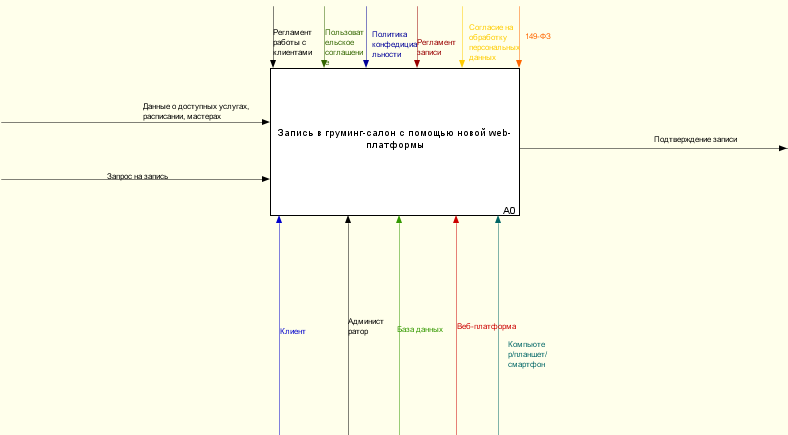 Регламент
работы с
клиентами
Пользоват
ельское
соглашени
е
Политика
конфедициа
льности
Регламент
записи
Согласие на
обработку
персональных
данных
149-ФЗ
Данные о доступных услугах,
расписании, мастерах
Запрос на запись
Запись в груминг-салон с помощью новой web-
платформы
A0
Подтверждение записи
Клиент
Админист
ратор
База данных
Веб-платформа
Компьюте
р/планшет/
смартфон